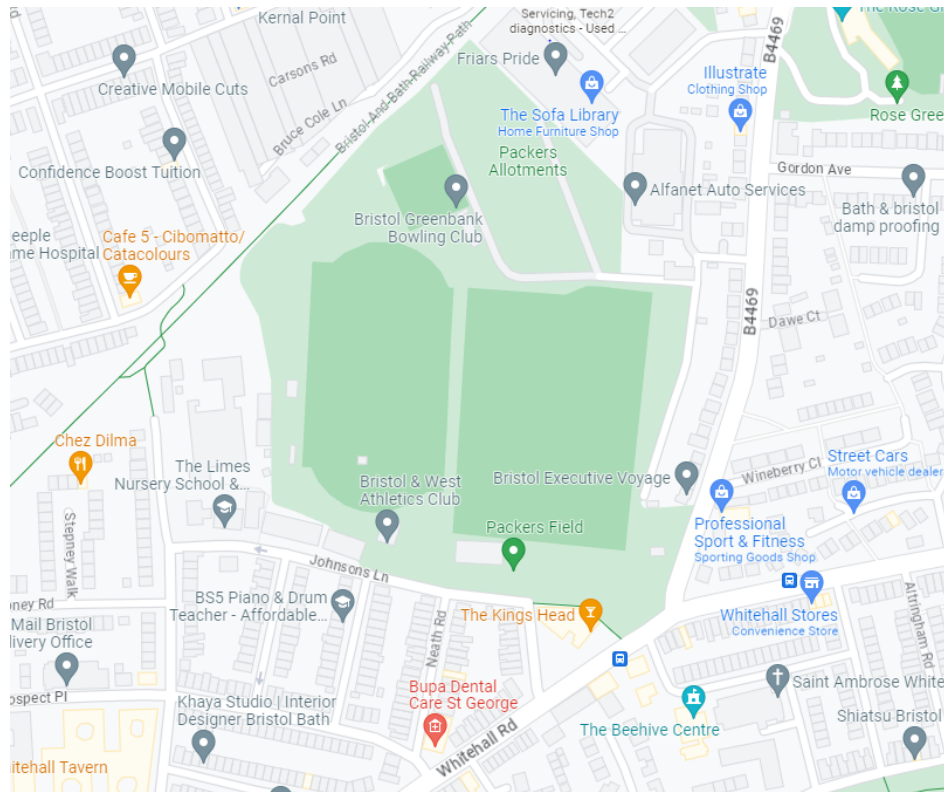 Kernal Point
Servicing, Tech2
diagnostics - Used ...
The Rose
Creative Mobile Cuts
Carsons Rd
Friars Pride
B4469
Illustrate
Clothing Shop
Bruce Cole Ln
Bristol And Bath Railway Path
The Sofa Library
Home Furniture Shop
Rose Gree
Confidence Boost Tuition
Packers
Allotments
Gordon Ave
Alfanet Auto Services
Bristol Greenbank
Bowling Club
Bath & bristol
damp proofing
eeple
ame Hospital
Cafe 5 - Cibomatto/
Catacolours
B4469
Dawe Ct
Chez Dilma
The Limes
Nursery School &...
Bristol & West
Athletics Club
Bristol Executive Voyage
Wineberry Cl
Street Cars
Motor vehicle dealer
Stepney Walk
Packers Field
Professional
Sport & Fitness
Sporting Goods Shop
Johnsons Ln
oney Rd
BS5 Piano & Drum
Teacher - Affordable...
Neath Rd
The Kings Head
Whitehall Stores
Convenience Store
Altringham Rd
Mail Bristol
livery Office
ospect Pl
Khaya Studio | Interior
Designer Bristol Bath
Bupa Dental
Care St George
Saint Ambrose White
The Beehive Centre
Shiatsu Bristol
Whitehall Rd
itehall Tavern